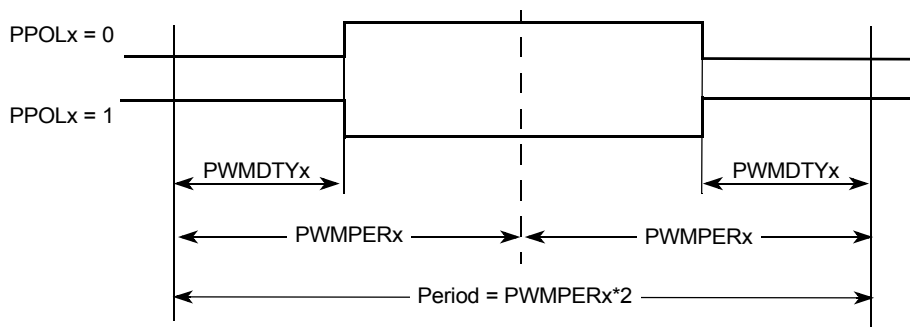 PPOLx = 0
PPOLx = 1
PWMDTYx
PWMDTYx
PWMPERx
PWMPERx
Period = PWMPERx*2